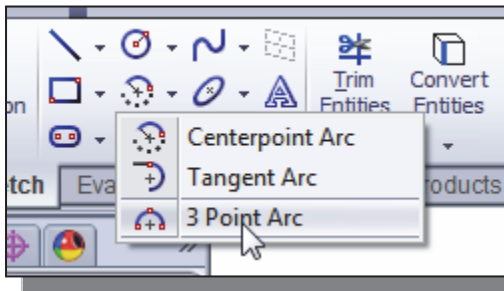 Trim
Entities
Convert
Entities
on
Centerpoint Arc
Tangent Arc
3 Point Arc
tch
Eva
roducts